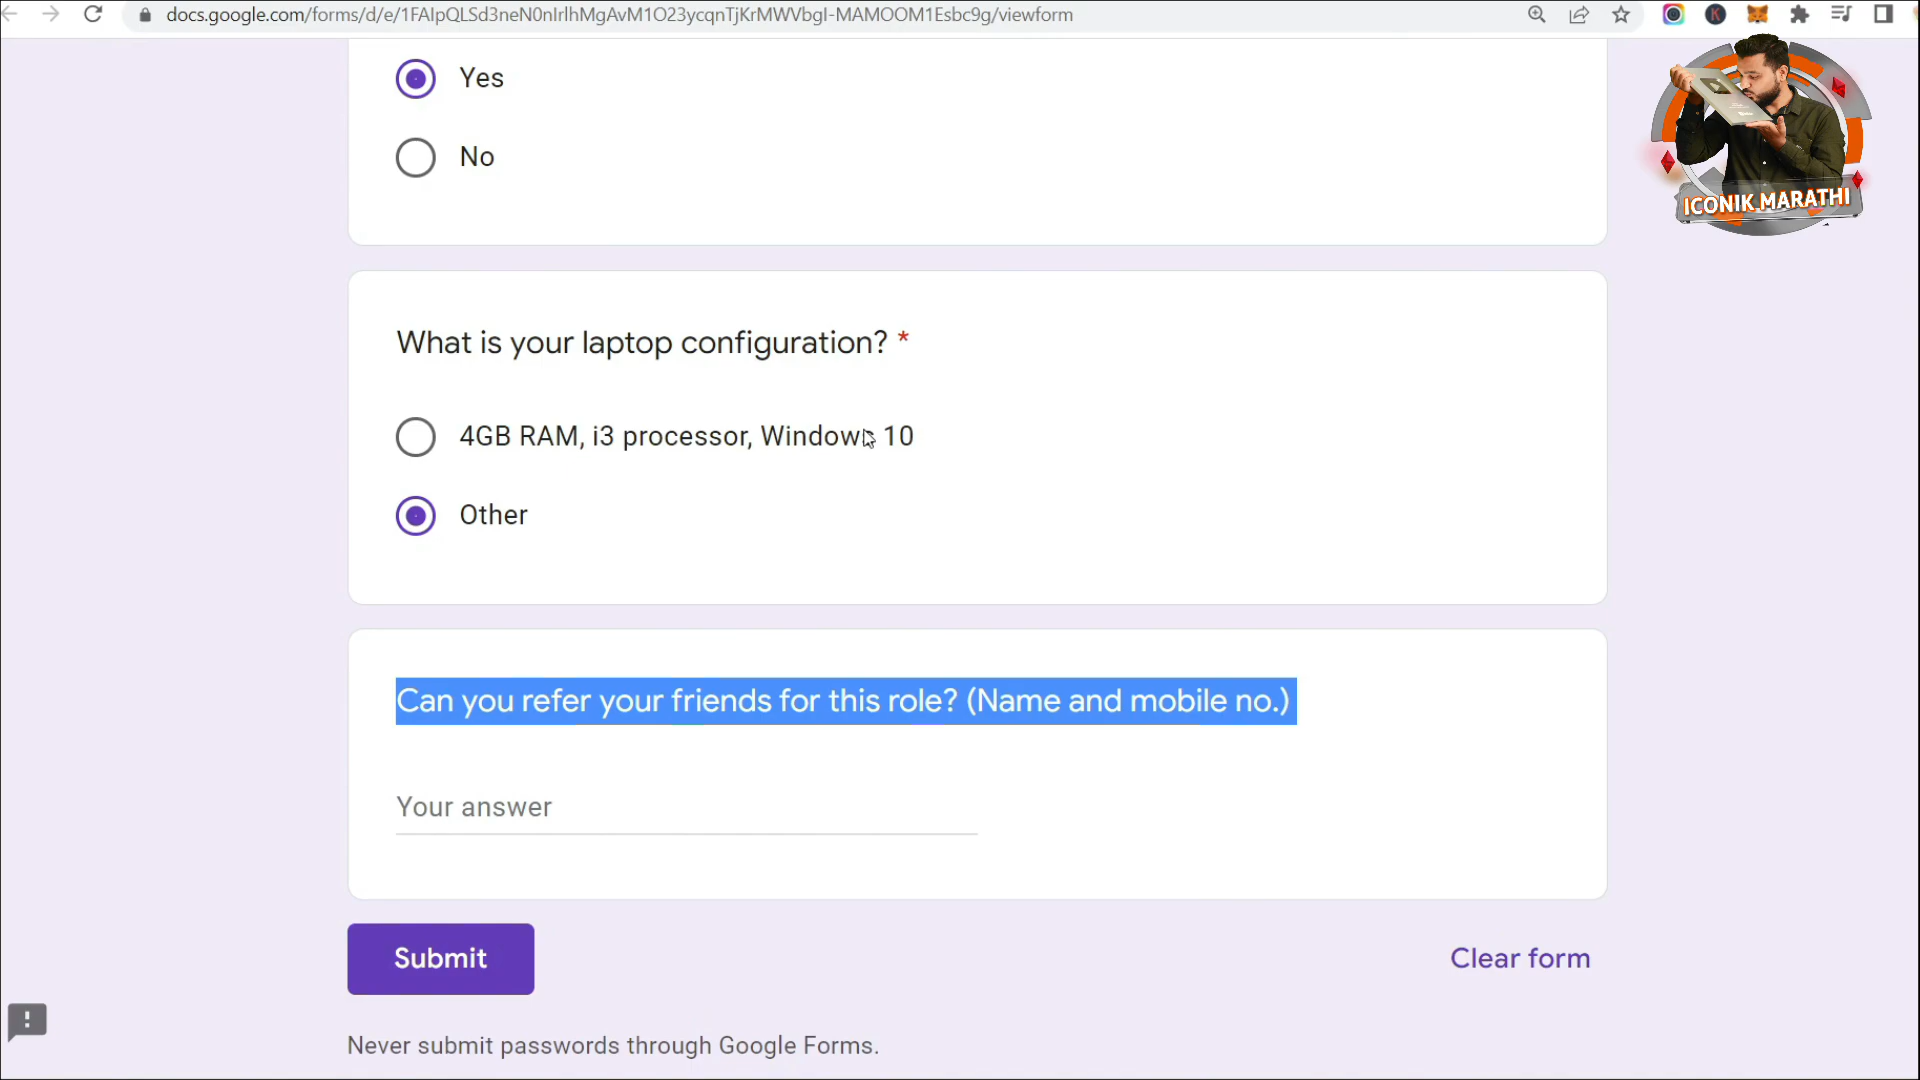 docs.google.com/forms/d/e/1FAIpQLSd3neN0nIrlhMgAvM1O23ycqnTjKrMWVbgI-MAMOOM1Esbc9g/viewform
K
ICONIK MARATHI
Yes
No
What is your laptop configuration? *
4GB RAM, i3 processor, Windows 10
Other
Can you refer your friends for this role? (Name and mobile no.)
Your answer
Submit
Clear form
Never submit passwords through Google Forms.